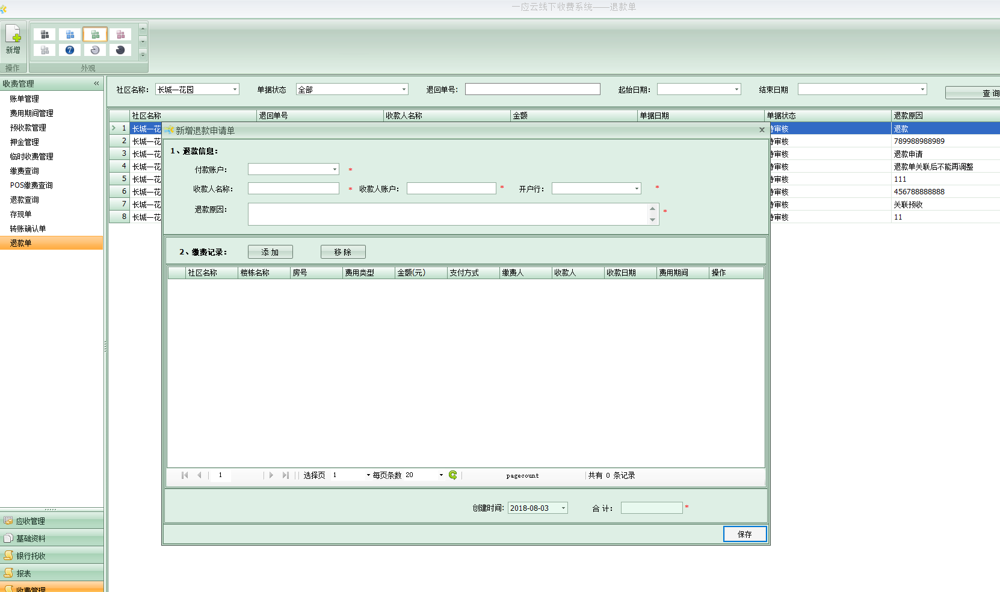 一应云线下收费系统——退款单
新增
操作
外观
收费管理
账单管理
费用期间管理
预收款管理
押金管理
临时收费管理
缴费查询
POS缴费查询
退款查询
存现单
转账确认单
退款单
应收管理
基础资料
银行托收
报表
收费管理
社区名称: 长城一花园 单据状态 全部 退回单号: 起始日期: 结束日期 查 询
社区名称 退回单号 收款人名称 金额 单据日期 单据状态 退款原因
1 长城一花 待审核 退款
2 长城一花 待审核 789988988989
3 长城一花 待审核 退款申请
4 长城一花 待审核 退款单关联后不能再调整
5 长城一花 待审核 111
6 长城一花 待审核 456788888888
7 长城一花 待审核 关联预收
8 长城一花 待审核 11
新增退款申请单
1、退款信息:
付款账户: *
收款人名称: * 收款人账户: * 开户行: *
退款原因: *
2、缴费记录: 添 加 移 除
社区名称 楼栋名称 房号 费用类型 金额(元) 支付方式 缴费人 收款人 收款日期 费用期间 操作
1 选择页 1 每页条数 20 pagecount 共有 0 条记录
创建时间: 2018-08-03 合 计: *
保存